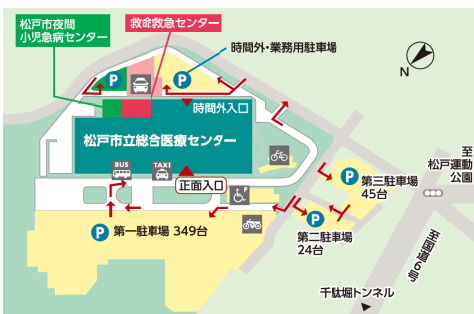 松戸市夜間
小児急病センター
救命救急センター
時間外・業務用駐車場
P
P
N
時間外入口
松戸市立総合医療センター
至
松戸運動
公園
BUS
TAXI
正面入口
P
P
第三駐車場
45台
P
第一駐車場 349台
P
第二駐車場
24台
至国道6号
千駄堀トンネル